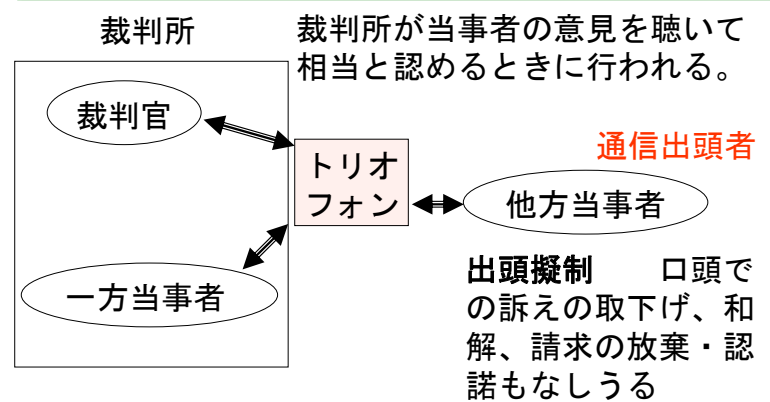 裁判所
裁判所が当事者の意見を聴いて
相当と認めるときに行われる。
裁判官
通信出頭者
トリオ
フォン
他方当事者
一方当事者
出頭擬制　　口頭で
の訴えの取下げ、和
解、請求の放棄・認
諾もなしうる